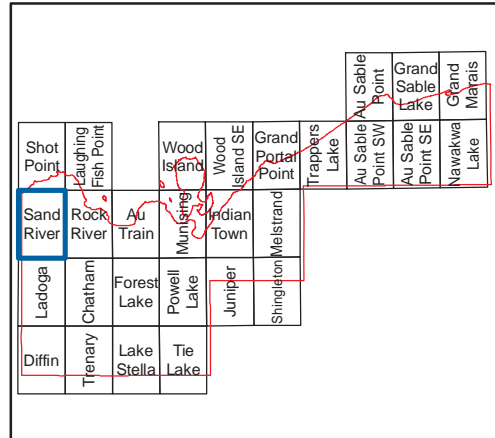 Au Sable
Point
Grand
Sable
Lake
Grand
Marais
Shot
Point
Laughing
Fish Point
Wood
Island
Wood
Island SE
Grand
Portal
Point
Trappers
Lake
Au Sable
Point SW
Au Sable
Point SE
Nawakwa
Lake
Sand
River
Rock
River
Au
Train
Munising
Indian
Town
Melstrand
Ladoga
Chatham
Forest
Lake
Powell
Lake
Juniper
Shingleton
Diffin
Trenary
Lake
Stella
Tie
Lake